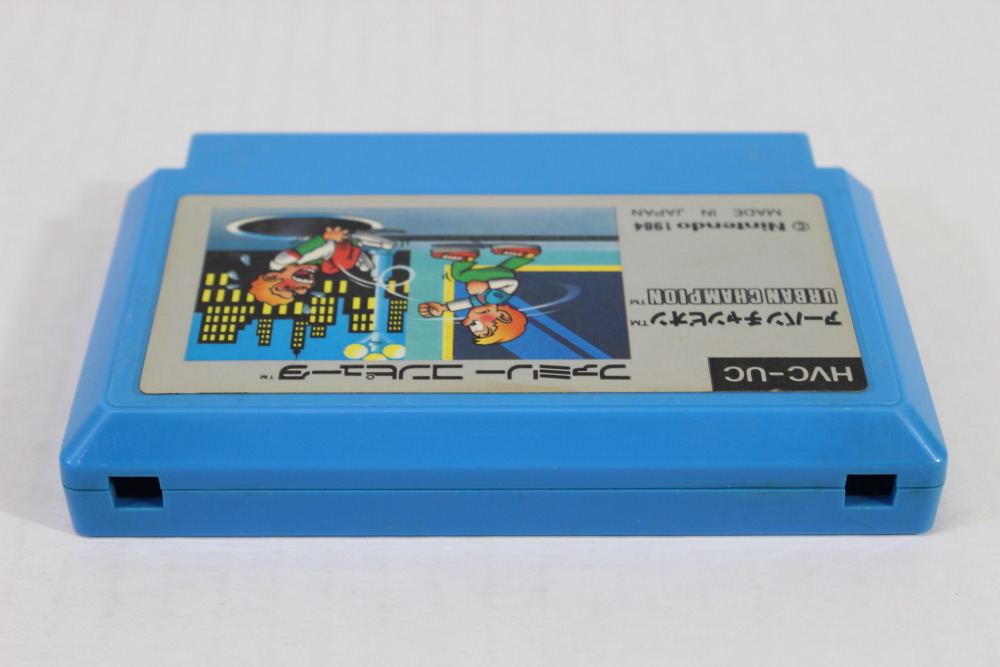 HVC-UC
ファミリー コンピュータ™
アーバンチャンピオン™
URBAN CHAMPION™
© Nintendo 1984
MADE IN JAPAN